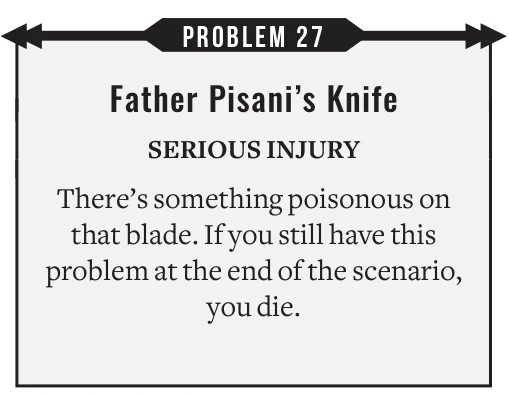 PROBLEM 27
Father Pisani’s Knife
SERIOUS INJURY
There’s something poisonous on
that blade. If you still have this
problem at the end of the scenario,
you die.